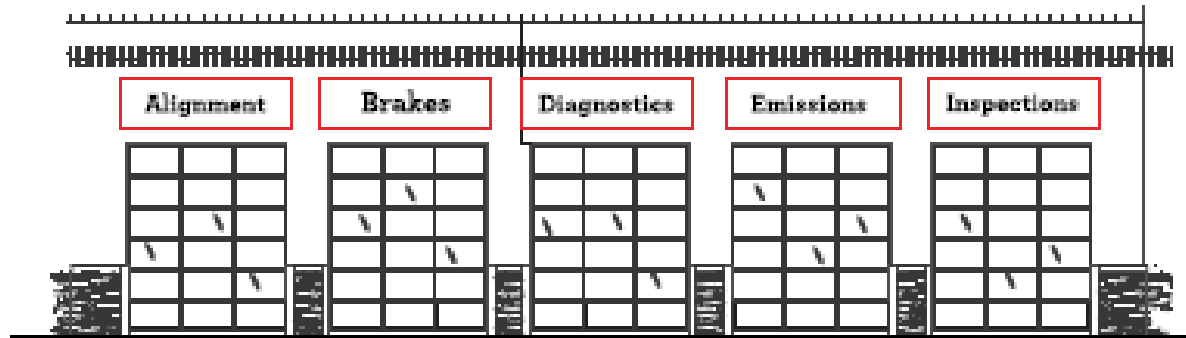 Alignment
Brakes
Diagnostics
Emissions
Inspections